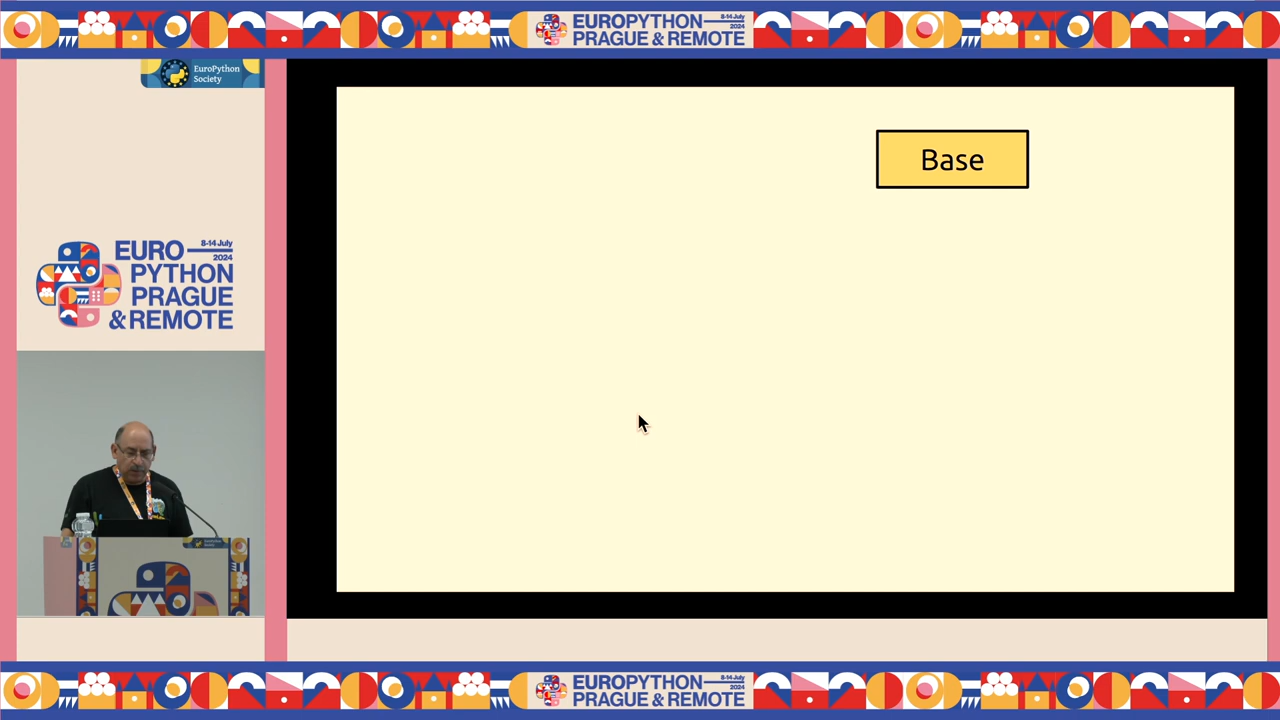 EUROPYTHON
8-14 July
2024
PRAGUE & REMOTE
EuroPython
Society
Base
EURO
8-14 July
2024
PYTHON
PRAGUE
& REMOTE
EUROPYTHON
8-14 July
2024
PRAGUE & REMOTE